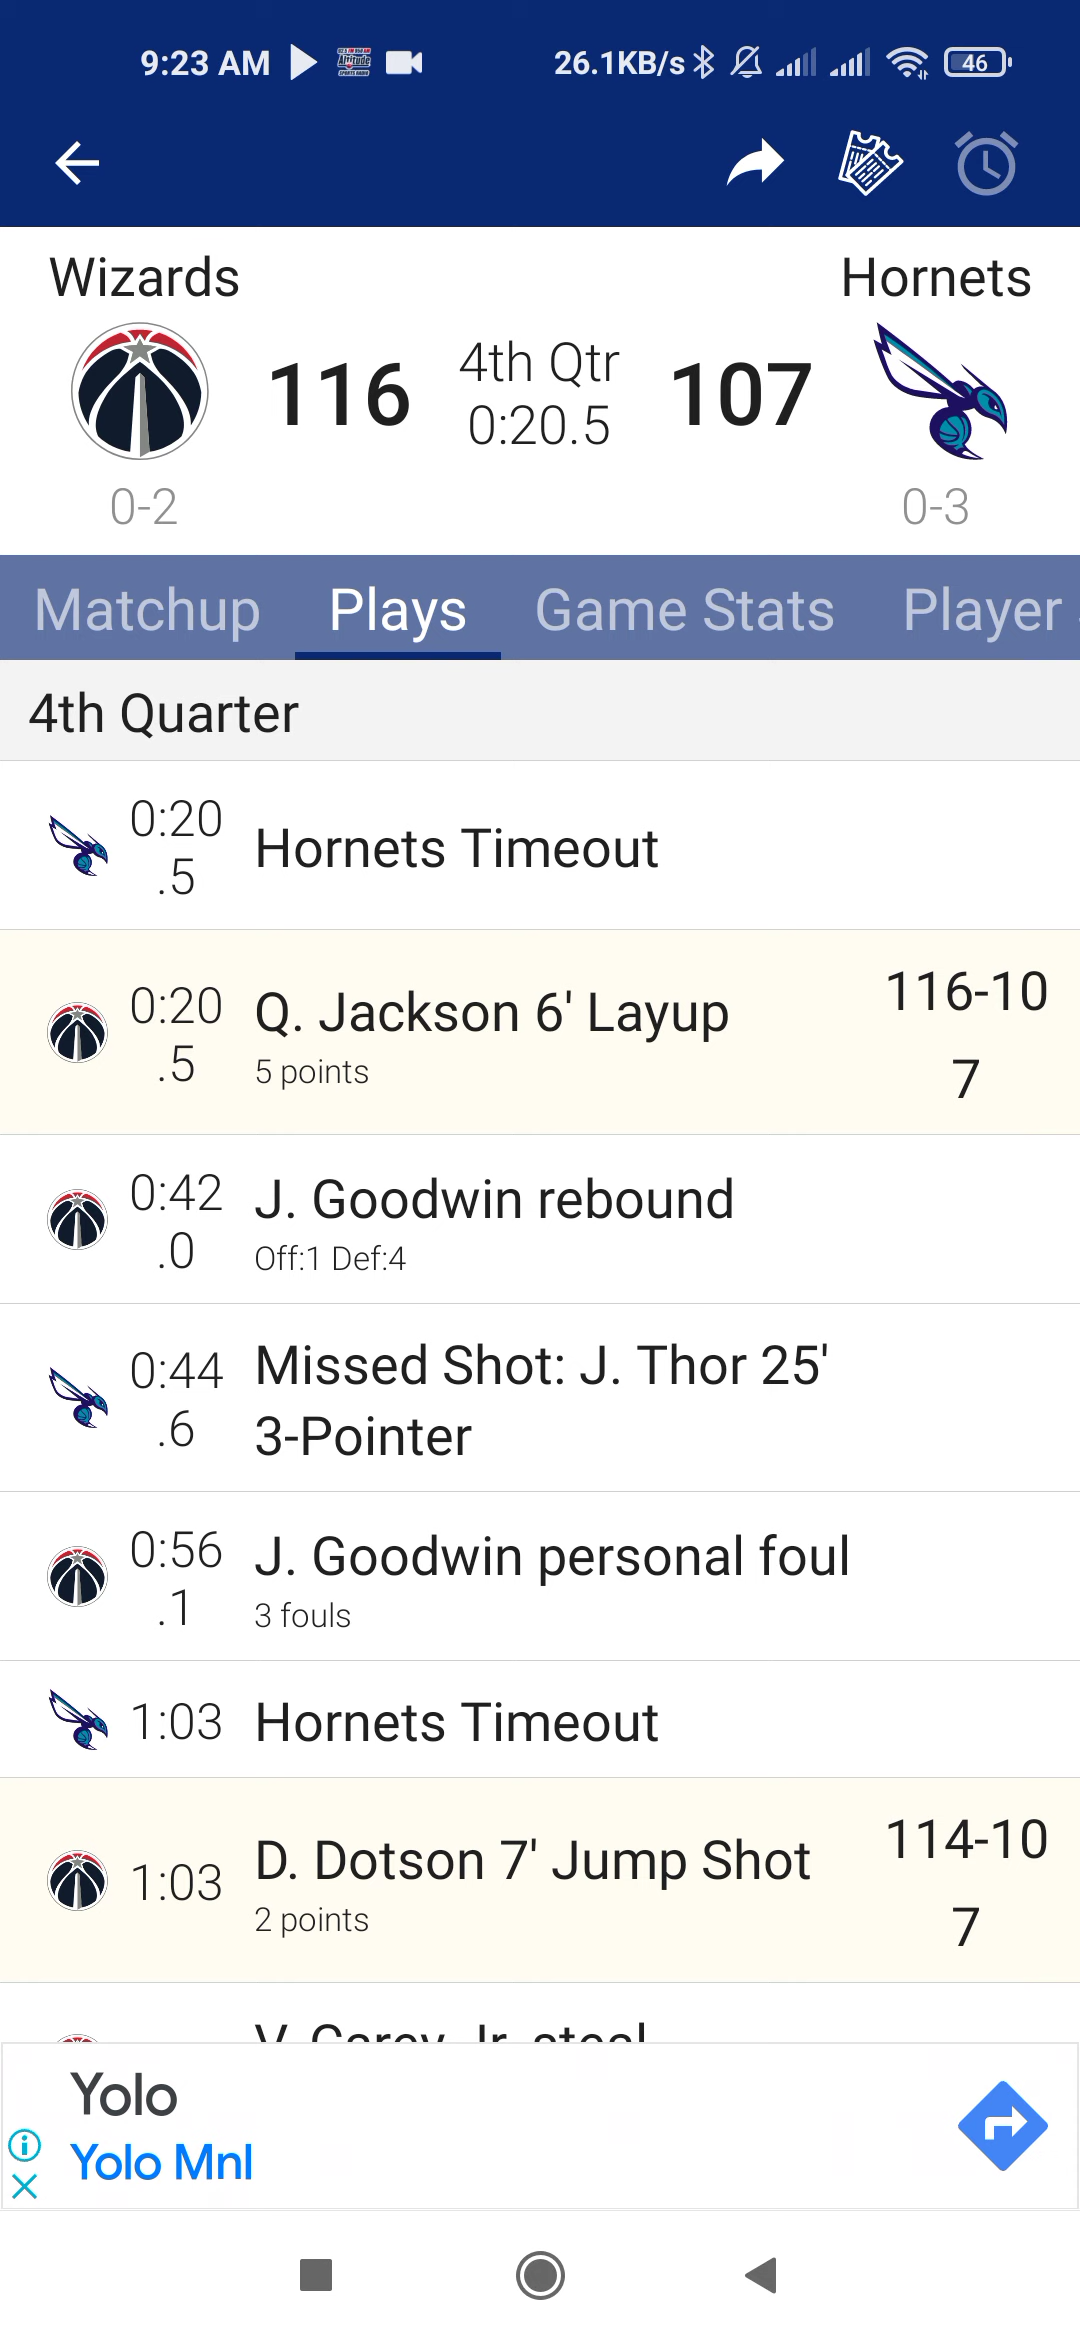 9:23 AM 26.1KB/s 46
Wizards Hornets
116 4th Qtr 107
0:20.5
0-2 0-3
Matchup Plays Game Stats Player
4th Quarter
0:20
.5
Hornets Timeout
0:20
.5
Q. Jackson 6' Layup
5 points
116-10
7
0:42
.0
J. Goodwin rebound
Off:1 Def:4
0:44
.6
Missed Shot: J. Thor 25'
3-Pointer
0:56
.1
J. Goodwin personal foul
3 fouls
1:03 Hornets Timeout
1:03
D. Dotson 7' Jump Shot
2 points
114-10
7
V. Carey Jr. steal
Yolo
Yolo Mnl